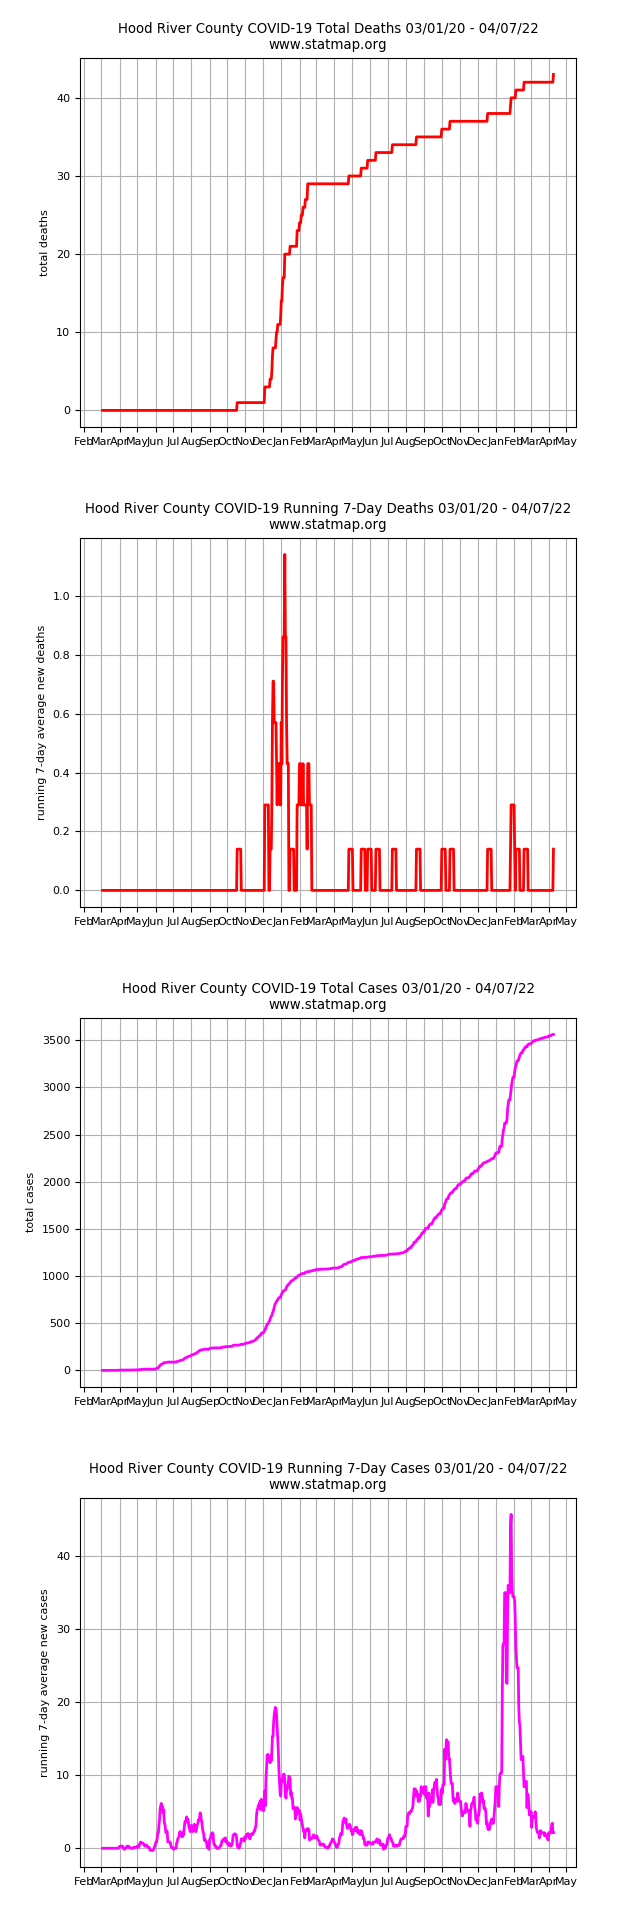 Hood River County COVID-19 Total Deaths 03/01/20 - 04/07/22
www.statmap.org
40
30
20
10
0
total deaths
Feb Mar Apr May Jun Jul Aug Sep Oct Nov Dec Jan Feb Mar Apr May Jun Jul Aug Sep Oct Nov Dec Jan Feb Mar Apr May
Hood River County COVID-19 Running 7-Day Deaths 03/01/20 - 04/07/22
www.statmap.org
1.0
0.8
0.6
0.4
0.2
0.0
running 7-day average new deaths
Feb Mar Apr May Jun Jul Aug Sep Oct Nov Dec Jan Feb Mar Apr May Jun Jul Aug Sep Oct Nov Dec Jan Feb Mar Apr May
Hood River County COVID-19 Total Cases 03/01/20 - 04/07/22
www.statmap.org
3500
3000
2500
2000
1500
1000
500
0
total cases
Feb Mar Apr May Jun Jul Aug Sep Oct Nov Dec Jan Feb Mar Apr May Jun Jul Aug Sep Oct Nov Dec Jan Feb Mar Apr May
Hood River County COVID-19 Running 7-Day Cases 03/01/20 - 04/07/22
www.statmap.org
40
30
20
10
0
running 7-day average new cases
Feb Mar Apr May Jun Jul Aug Sep Oct Nov Dec Jan Feb Mar Apr May Jun Jul Aug Sep Oct Nov Dec Jan Feb Mar Apr May